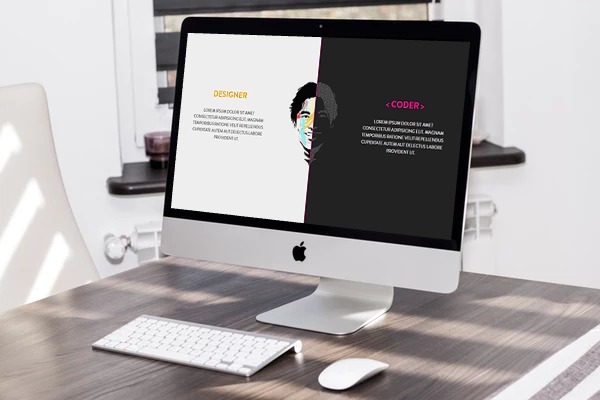 DESIGNER
LOREM IPSUM DOLOR SIT AMET
CONSECTETUR ADIPISICING ELIT. MAGNAM
TEMPORIBUS RATIONE VELIT REPELLENDUS
CUPIDITATE AUTEM AUT DELECTUS LABORE
PROVIDENT UT.
< CODER >
LOREM IPSUM DOLOR SIT AMET
CONSECTETUR ADIPISICING ELIT. MAGNAM
TEMPORIBUS RATIONE VELIT REPELLENDUS
CUPIDITATE AUTEM AUT DELECTUS LABORE
PROVIDENT UT.